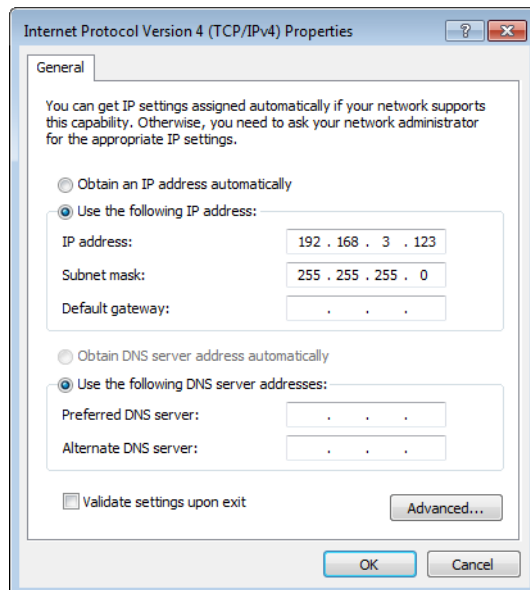 Internet Protocol Version 4 (TCP/IPv4) Properties
General
You can get IP settings assigned automatically if your network supports
this capability. Otherwise, you need to ask your network administrator
for the appropriate IP settings.
Obtain an IP address automatically
Use the following IP address:
IP address: 192 . 168 . 3 . 123
Subnet mask: 255 . 255 . 255 . 0
Default gateway: . . .
Obtain DNS server address automatically
Use the following DNS server addresses:
Preferred DNS server: . . .
Alternate DNS server: . . .
Validate settings upon exit
Advanced...
OK Cancel